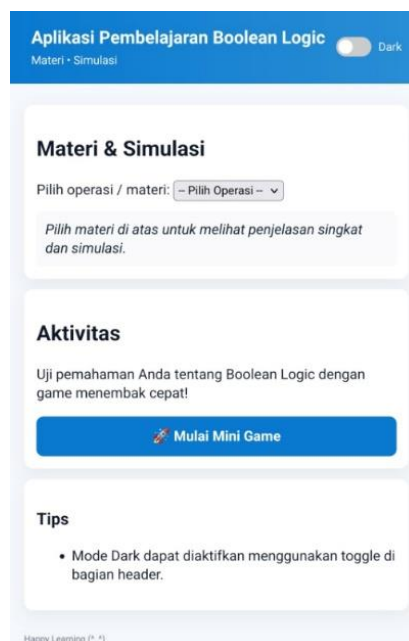 Aplikasi Pembelajaran Boolean Logic
Materi • Simulasi
Dark
Materi & Simulasi
Pilih operasi / materi: -- Pilih Operasi --
Pilih materi di atas untuk melihat penjelasan singkat
dan simulasi.
Aktivitas
Uji pemahaman Anda tentang Boolean Logic dengan
game menembak cepat!
🚀 Mulai Mini Game
Tips
• Mode Dark dapat diaktifkan menggunakan toggle di
bagian header.
Happy Learning (^_^)